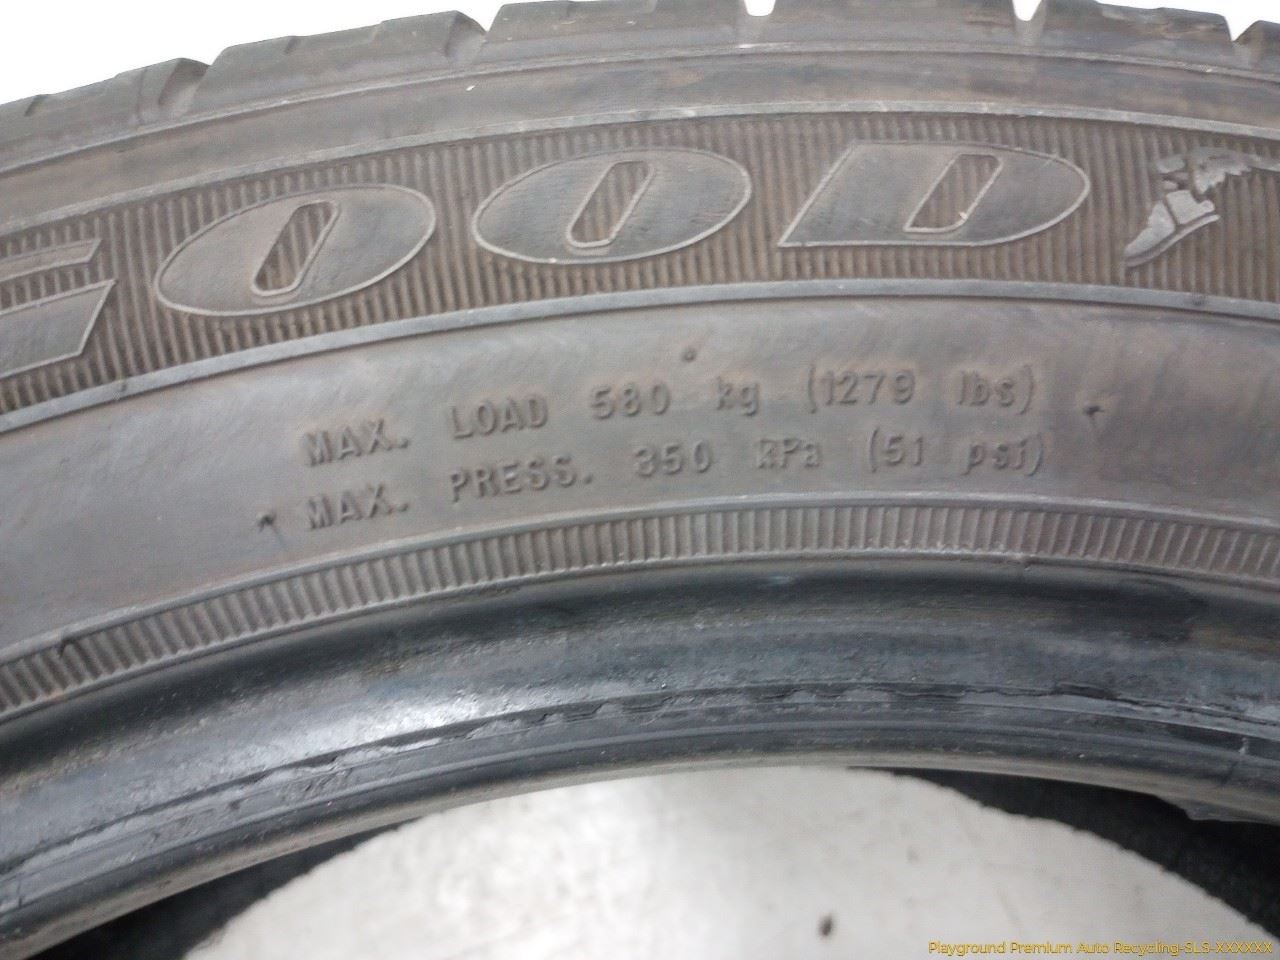 GOOD
MAX. LOAD 580 kg (1279 lbs)
MAX. PRESS. 350 kPa (51 psi)
Playground Premium Auto Recycling-SLS-XXXXXX